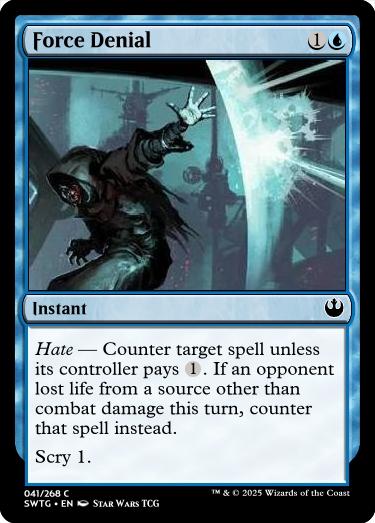 Force Denial 1
Instant
Hate — Counter target spell unless
its controller pays 1. If an opponent
lost life from a source other than
combat damage this turn, counter
that spell instead.
Scry 1.
041/268 C
SWTG • EN Star Wars TCG
™ & © 2025 Wizards of the Coast